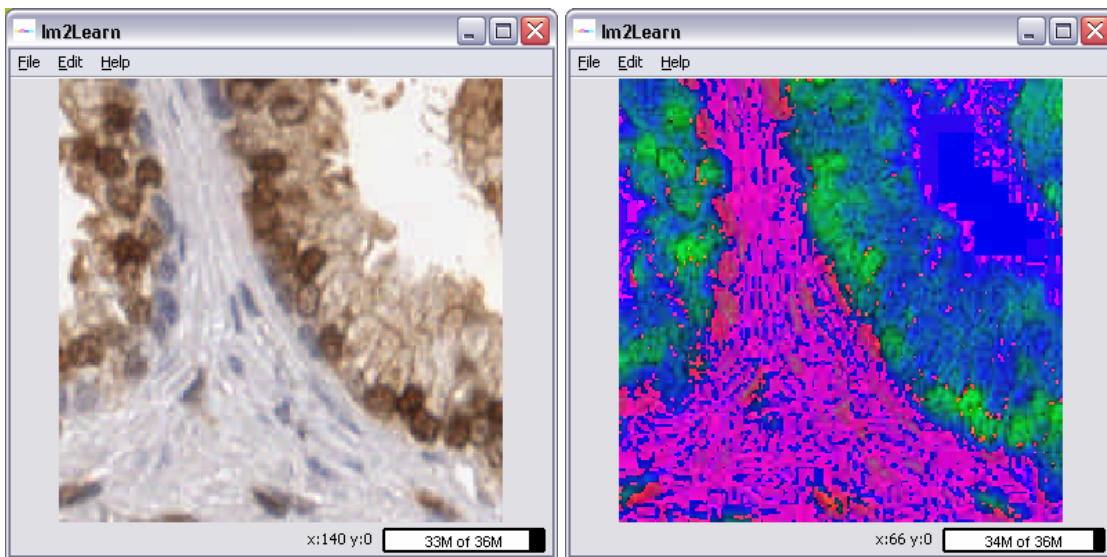 Im2Learn
File Edit Help
x:140 y:0 33M of 36M
Im2Learn
File Edit Help
x:66 y:0 34M of 36M